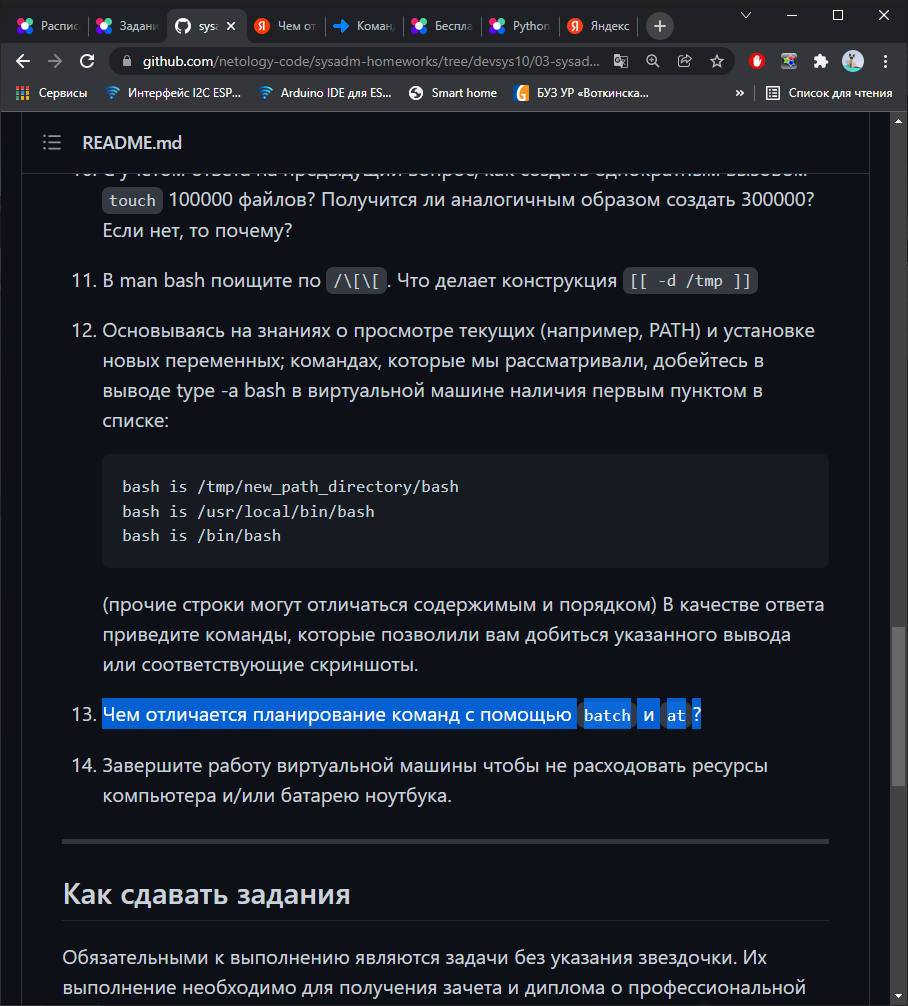 Распис
Задани
sysa
Чем от
Коман
Беспла
Python
Яндекс
github.com/netology-code/sysadm-homeworks/tree/devsys10/03-sysad...
Сервисы
Интерфейс I2C ESP...
Arduino IDE для ES...
Smart home
БУЗ УР «Воткинска...
»
Список для чтения
README.md
touch 100000 файлов? Получится ли аналогичным образом создать 300000?
Если нет, то почему?
11. В man bash поищите по /\[\[. Что делает конструкция [[ -d /tmp ]]
12. Основываясь на знаниях о просмотре текущих (например, PATH) и установке
новых переменных; командах, которые мы рассматривали, добейтесь в
выводе type -a bash в виртуальной машине наличия первым пунктом в
списке:
bash is /tmp/new_path_directory/bash
bash is /usr/local/bin/bash
bash is /bin/bash
(прочие строки могут отличаться содержимым и порядком) В качестве ответа
приведите команды, которые позволили вам добиться указанного вывода
или соответствующие скриншоты.
13. Чем отличается планирование команд с помощью batch и at?
14. Завершите работу виртуальной машины чтобы не расходовать ресурсы
компьютера и/или батарею ноутбука.
Как сдавать задания
Обязательными к выполнению являются задачи без указания звездочки. Их
выполнение необходимо для получения зачета и диплома о профессиональной